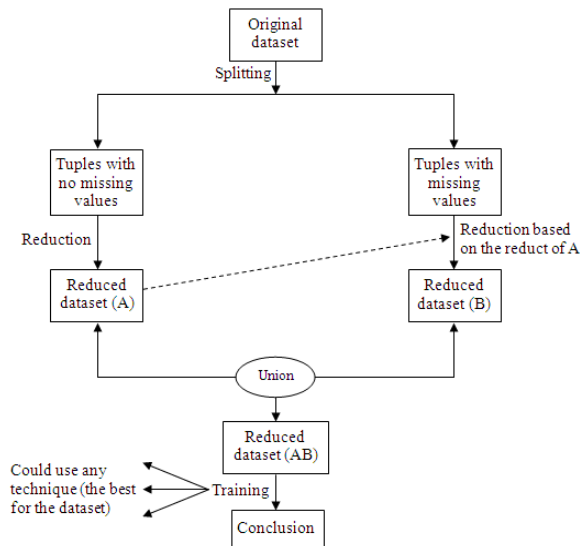 Original
dataset
Splitting
Tuples with
no missing
values
Tuples with
missing
values
Reduction
Reduction based
on the reduct of A
Reduced
dataset (A)
Reduced
dataset (B)
Union
Reduced
dataset (AB)
Could use any
technique (the best
for the dataset)
Training
Conclusion